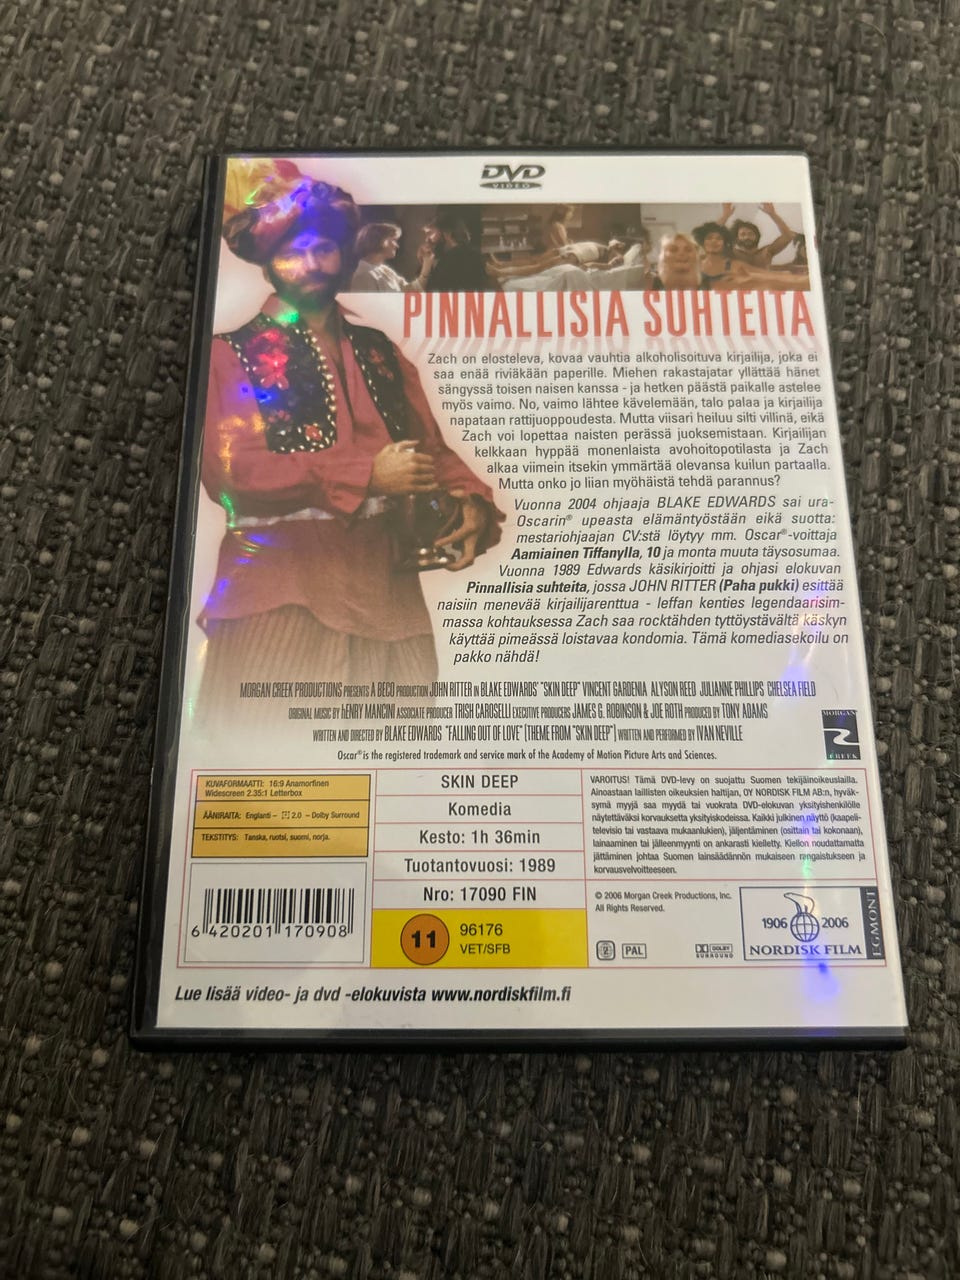 DVD
VIDEO
PINNALLISIA SUHTEITA
Zach on elosteleva, kovaa vauhtia alkoholisoituva kirjailija, joka ei
saa enää riviäkään paperille. Miehen rakastajatar yllättää hänet
sängyssä toisen naisen kanssa - ja hetken päästä paikalle astelee
myös vaimo. No, vaimo lähtee kävelemään, talo palaa ja kirjailija
napataan rattijuoppoudesta. Mutta viisari heiluu silti villinä, eikä
Zach voi lopettaa naisten perässä juoksemistaan. Kirjailijan
kelkkaan hyppää monenlaista avohoitopotilasta ja Zach
alkaa viimein itsekin ymmärtää olevansa kuilun partaalla.
Mutta onko jo liian myöhäistä tehdä parannus?
Vuonna 2004 ohjaaja BLAKE EDWARDS sai ura-
Oscarin® upeasta elämäntyöstään eikä suotta:
mestariohjaajan CV:stä löytyy mm. Oscar®-voittaja
Aamiainen Tiffanylla, 10 ja monta muuta täysosumaa.
Vuonna 1989 Edwards käsikirjoitti ja ohjasi elokuvan
Pinnallisia suhteita, jossa JOHN RITTER (Paha pukki) esittää
naisiin menevää kirjailijarenttua - leffan kenties legendaarisim-
massa kohtauksessa Zach saa rocktähden tyttöystävältä käskyn
käyttää pimeässä loistavaa kondomia. Tämä komediasekoilu on
pakko nähdä!
MORGAN CREEK PRODUCTIONS PRESENTS A BECO PRODUCTION JOHN RITTER IN BLAKE EDWARDS' "SKIN DEEP" VINCENT GARDENIA ALYSON REED JULIANNE PHILLIPS CHELSEA FIELD
ORIGINAL MUSIC BY HENRY MANCINI ASSOCIATE PRODUCER TRISH CAROSELLI EXECUTIVE PRODUCERS JAMES G. ROBINSON & JOE ROTH PRODUCED BY TONY ADAMS
WRITTEN AND DIRECTED BY BLAKE EDWARDS "FALLING OUT OF LOVE" (THEME FROM "SKIN DEEP") WRITTEN AND PERFORMED BY IVAN NEVILLE
Oscar® is the registered trademark and service mark of the Academy of Motion Picture Arts and Sciences.
MORGAN
CREEK
KUVAFORMAATTI: 16:9 Anamorfinen
Widescreen 2.35:1 Letterbox
ÄÄNIRAITA: Englanti – 2.0 – Dolby Surround
TEKSTITYS: Tanska, ruotsi, suomi, norja.
6 420201 170908
SKIN DEEP
Komedia
Kesto: 1h 36min
Tuotantovuosi: 1989
Nro: 17090 FIN
11
96176
VET/SFB
VAROITUS! Tämä DVD-levy on suojattu Suomen tekijäinoikeuslailla.
Ainoastaan laillisten oikeuksien haltijan, OY NORDISK FILM AB:n, hyväk-
symä myyjä saa myydä tai vuokrata DVD-elokuvan yksityishenkilölle
näytettäväksi korvauksetta yksityiskodeissa. Kaikki julkinen näyttö (kaapeli-
televisio tai vastaava mukaanlukien), jäljentäminen (osittain tai kokonaan),
lainaaminen tai jälleenmyynti on ankarasti kielletty. Kiellon noudattamatta
jättäminen johtaa Suomen lainsäädännön mukaiseen rangaistukseen ja
korvausvelvoitteeseen.
© 2006 Morgan Creek Productions, Inc.
All Rights Reserved.
2
PAL
DOLBY
SURROUND
1906 2006
NORDISK FILM
EGMONT
Lue lisää video- ja dvd -elokuvista www.nordiskfilm.fi